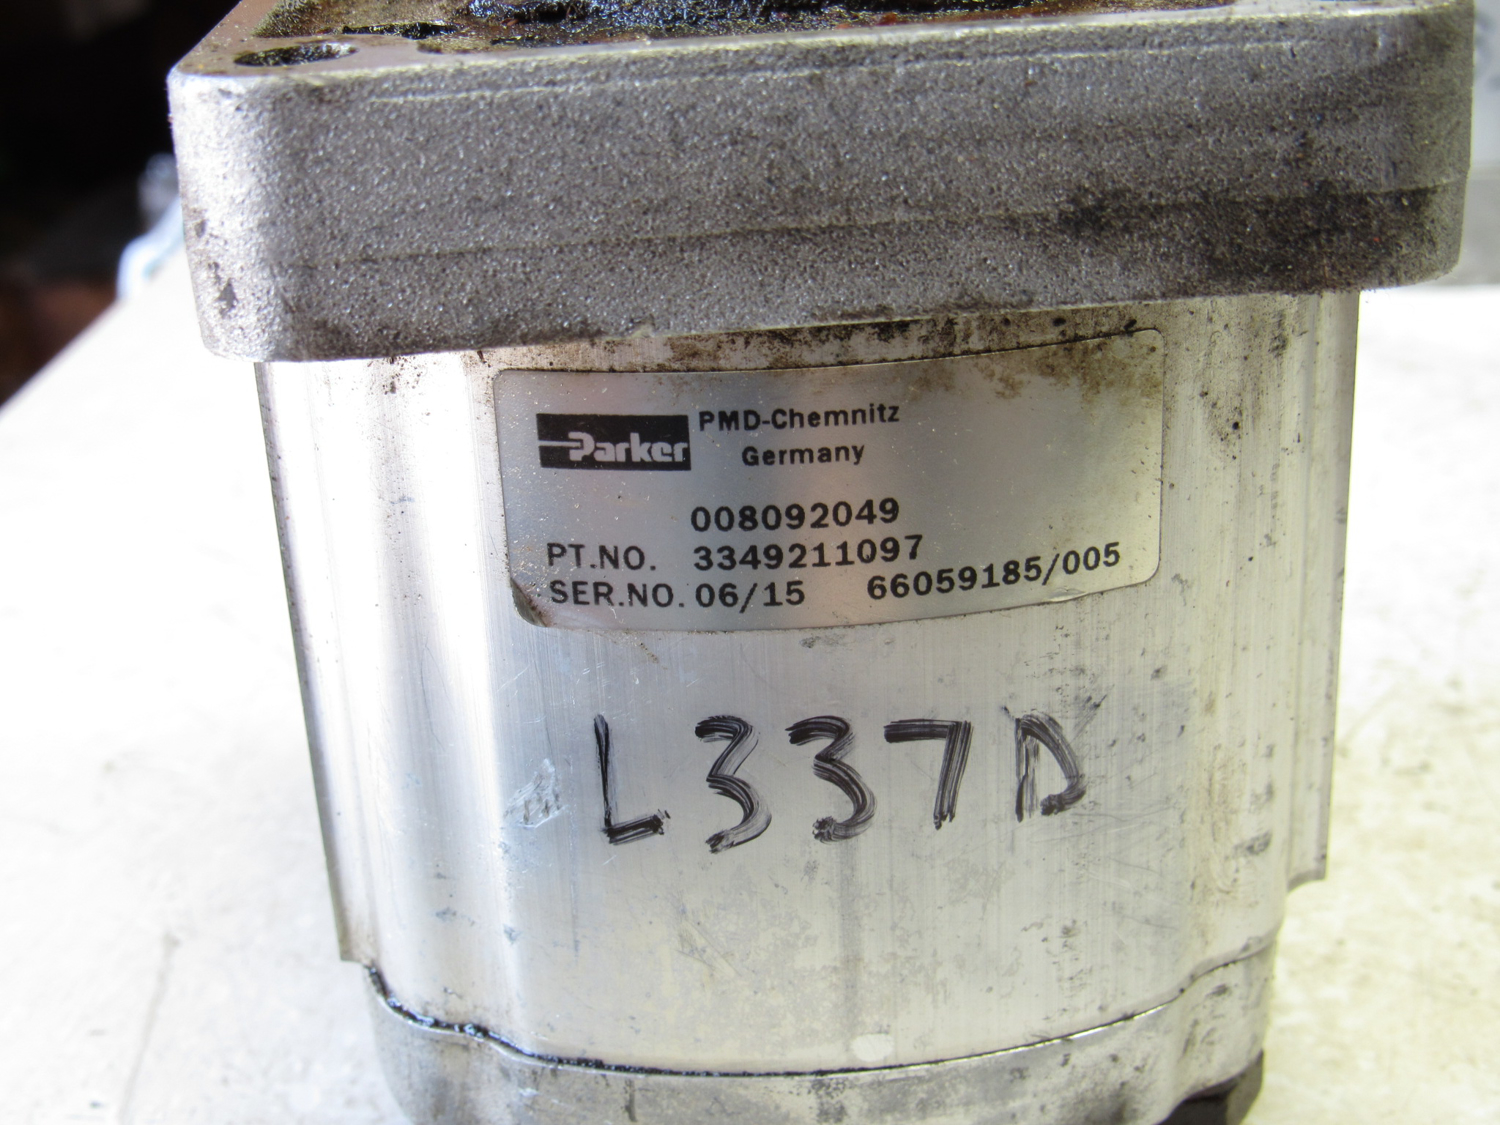 Parker PMD-Chemnitz
Germany
008092049
PT.NO. 3349211097
SER.NO. 06/15 66059185/005
L337D